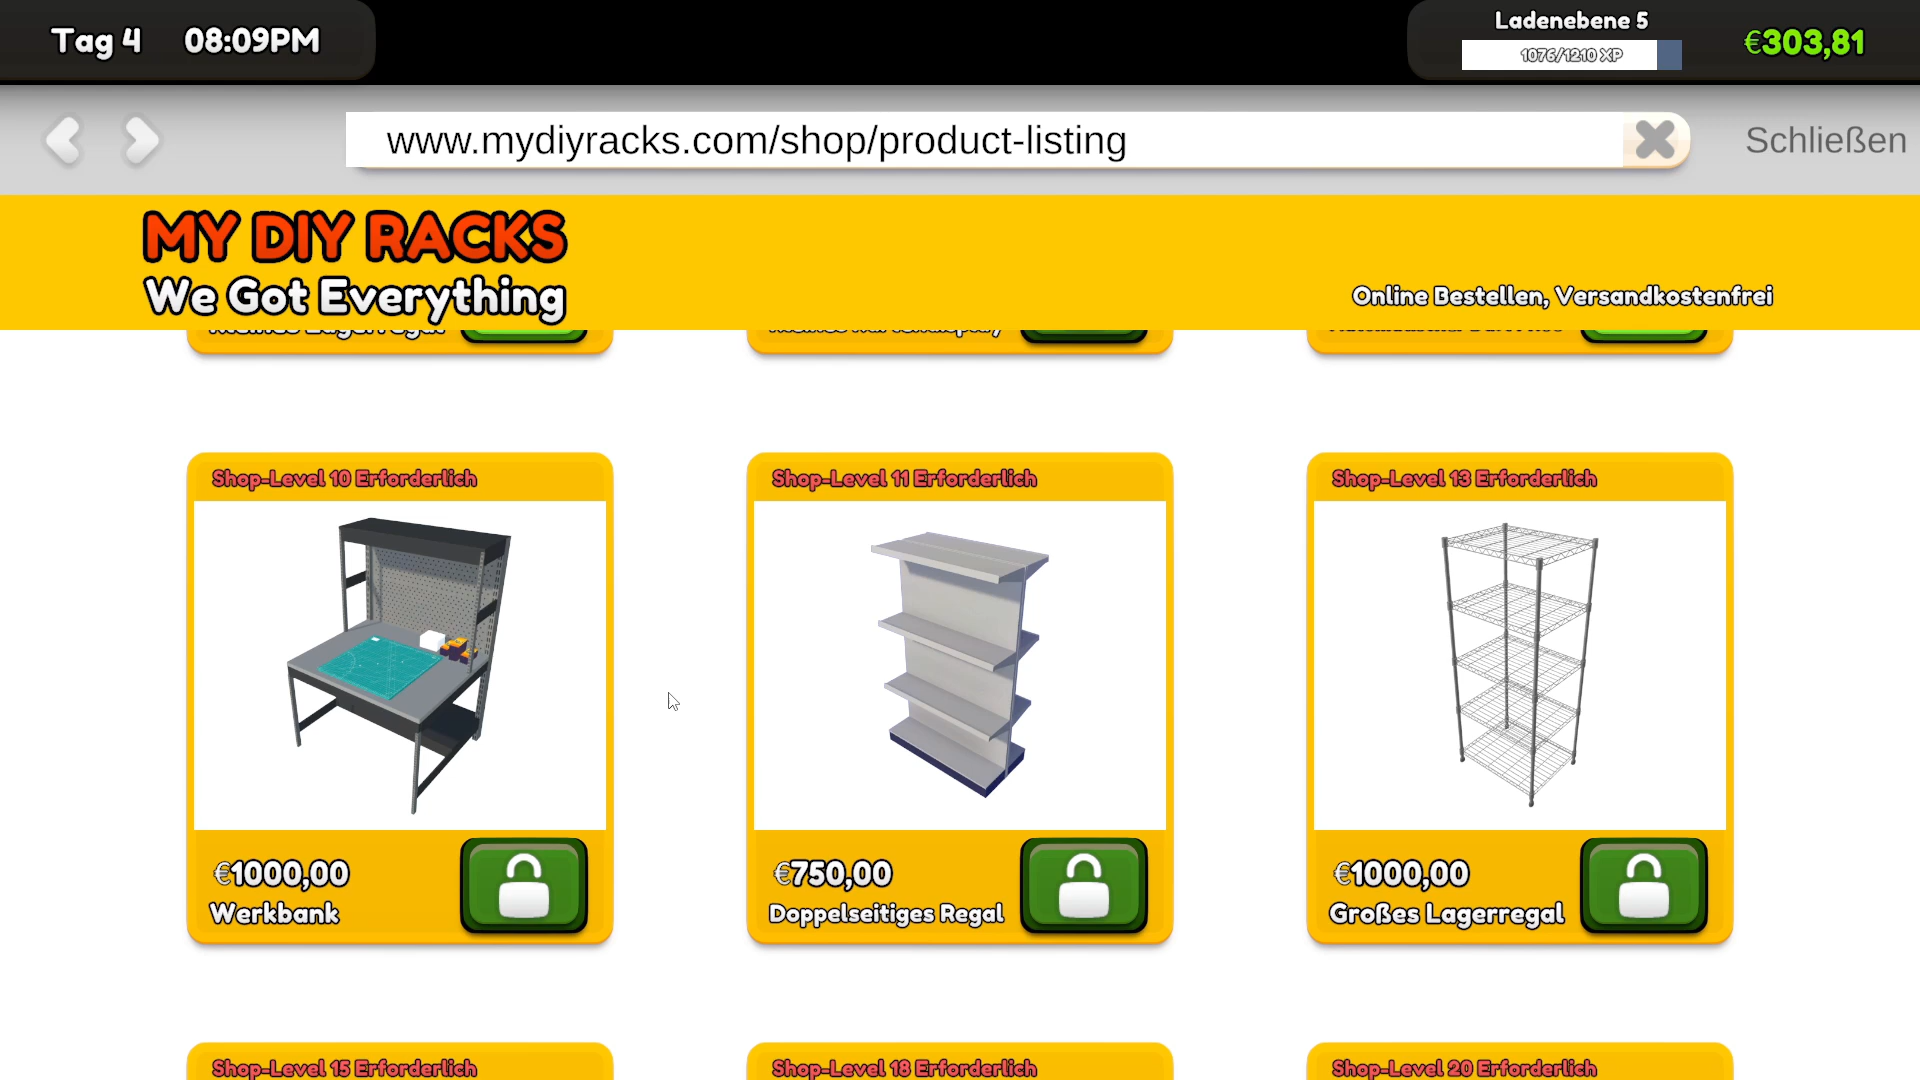 Tag 4
08:09PM
Ladenebene 5
1076/1210 XP
€303,81
www.mydiyracks.com/shop/product-listing
Schließen
MY DIY RACKS
We Got Everything
Online Bestellen, Versandkostenfrei
Shop-Level 10 Erforderlich
€1000,00
Werkbank
Shop-Level 11 Erforderlich
€750,00
Doppelseitiges Regal
Shop-Level 13 Erforderlich
€1000,00
Großes Lagerregal
Shop-Level 15 Erforderlich
Shop-Level 18 Erforderlich
Shop-Level 20 Erforderlich